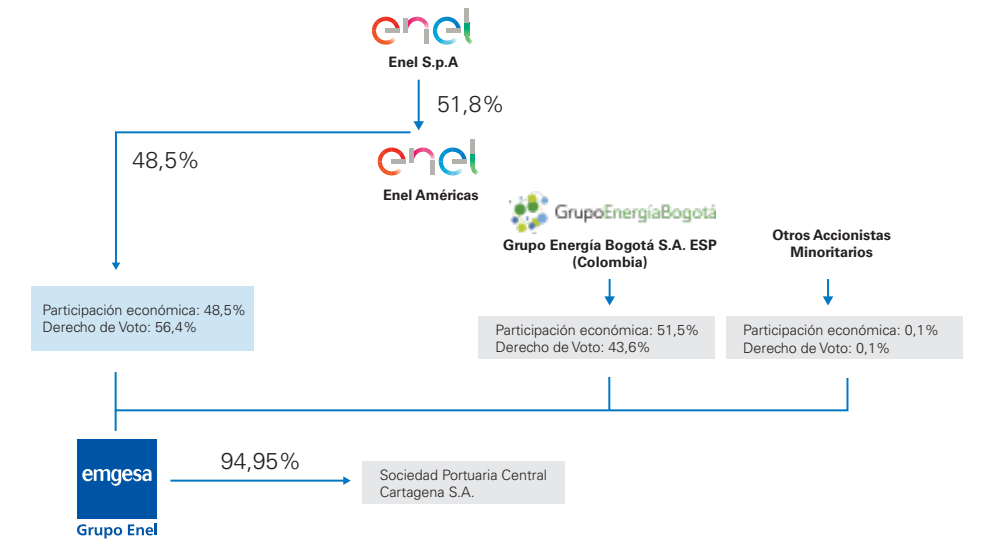 enel
Enel S.p.A
51,8%
48,5%
enel
Enel Américas
GrupoEnergíaBogotá
Grupo Energía Bogotá S.A. ESP
(Colombia)
Otros Accionistas
Minoritarios
Participación económica: 48,5%
Derecho de Voto: 56,4%
Participación económica: 51,5%
Derecho de Voto: 43,6%
Participación económica: 0,1%
Derecho de Voto: 0,1%
emgesa
Grupo Enel
94,95%
Sociedad Portuaria Central
Cartagena S.A.